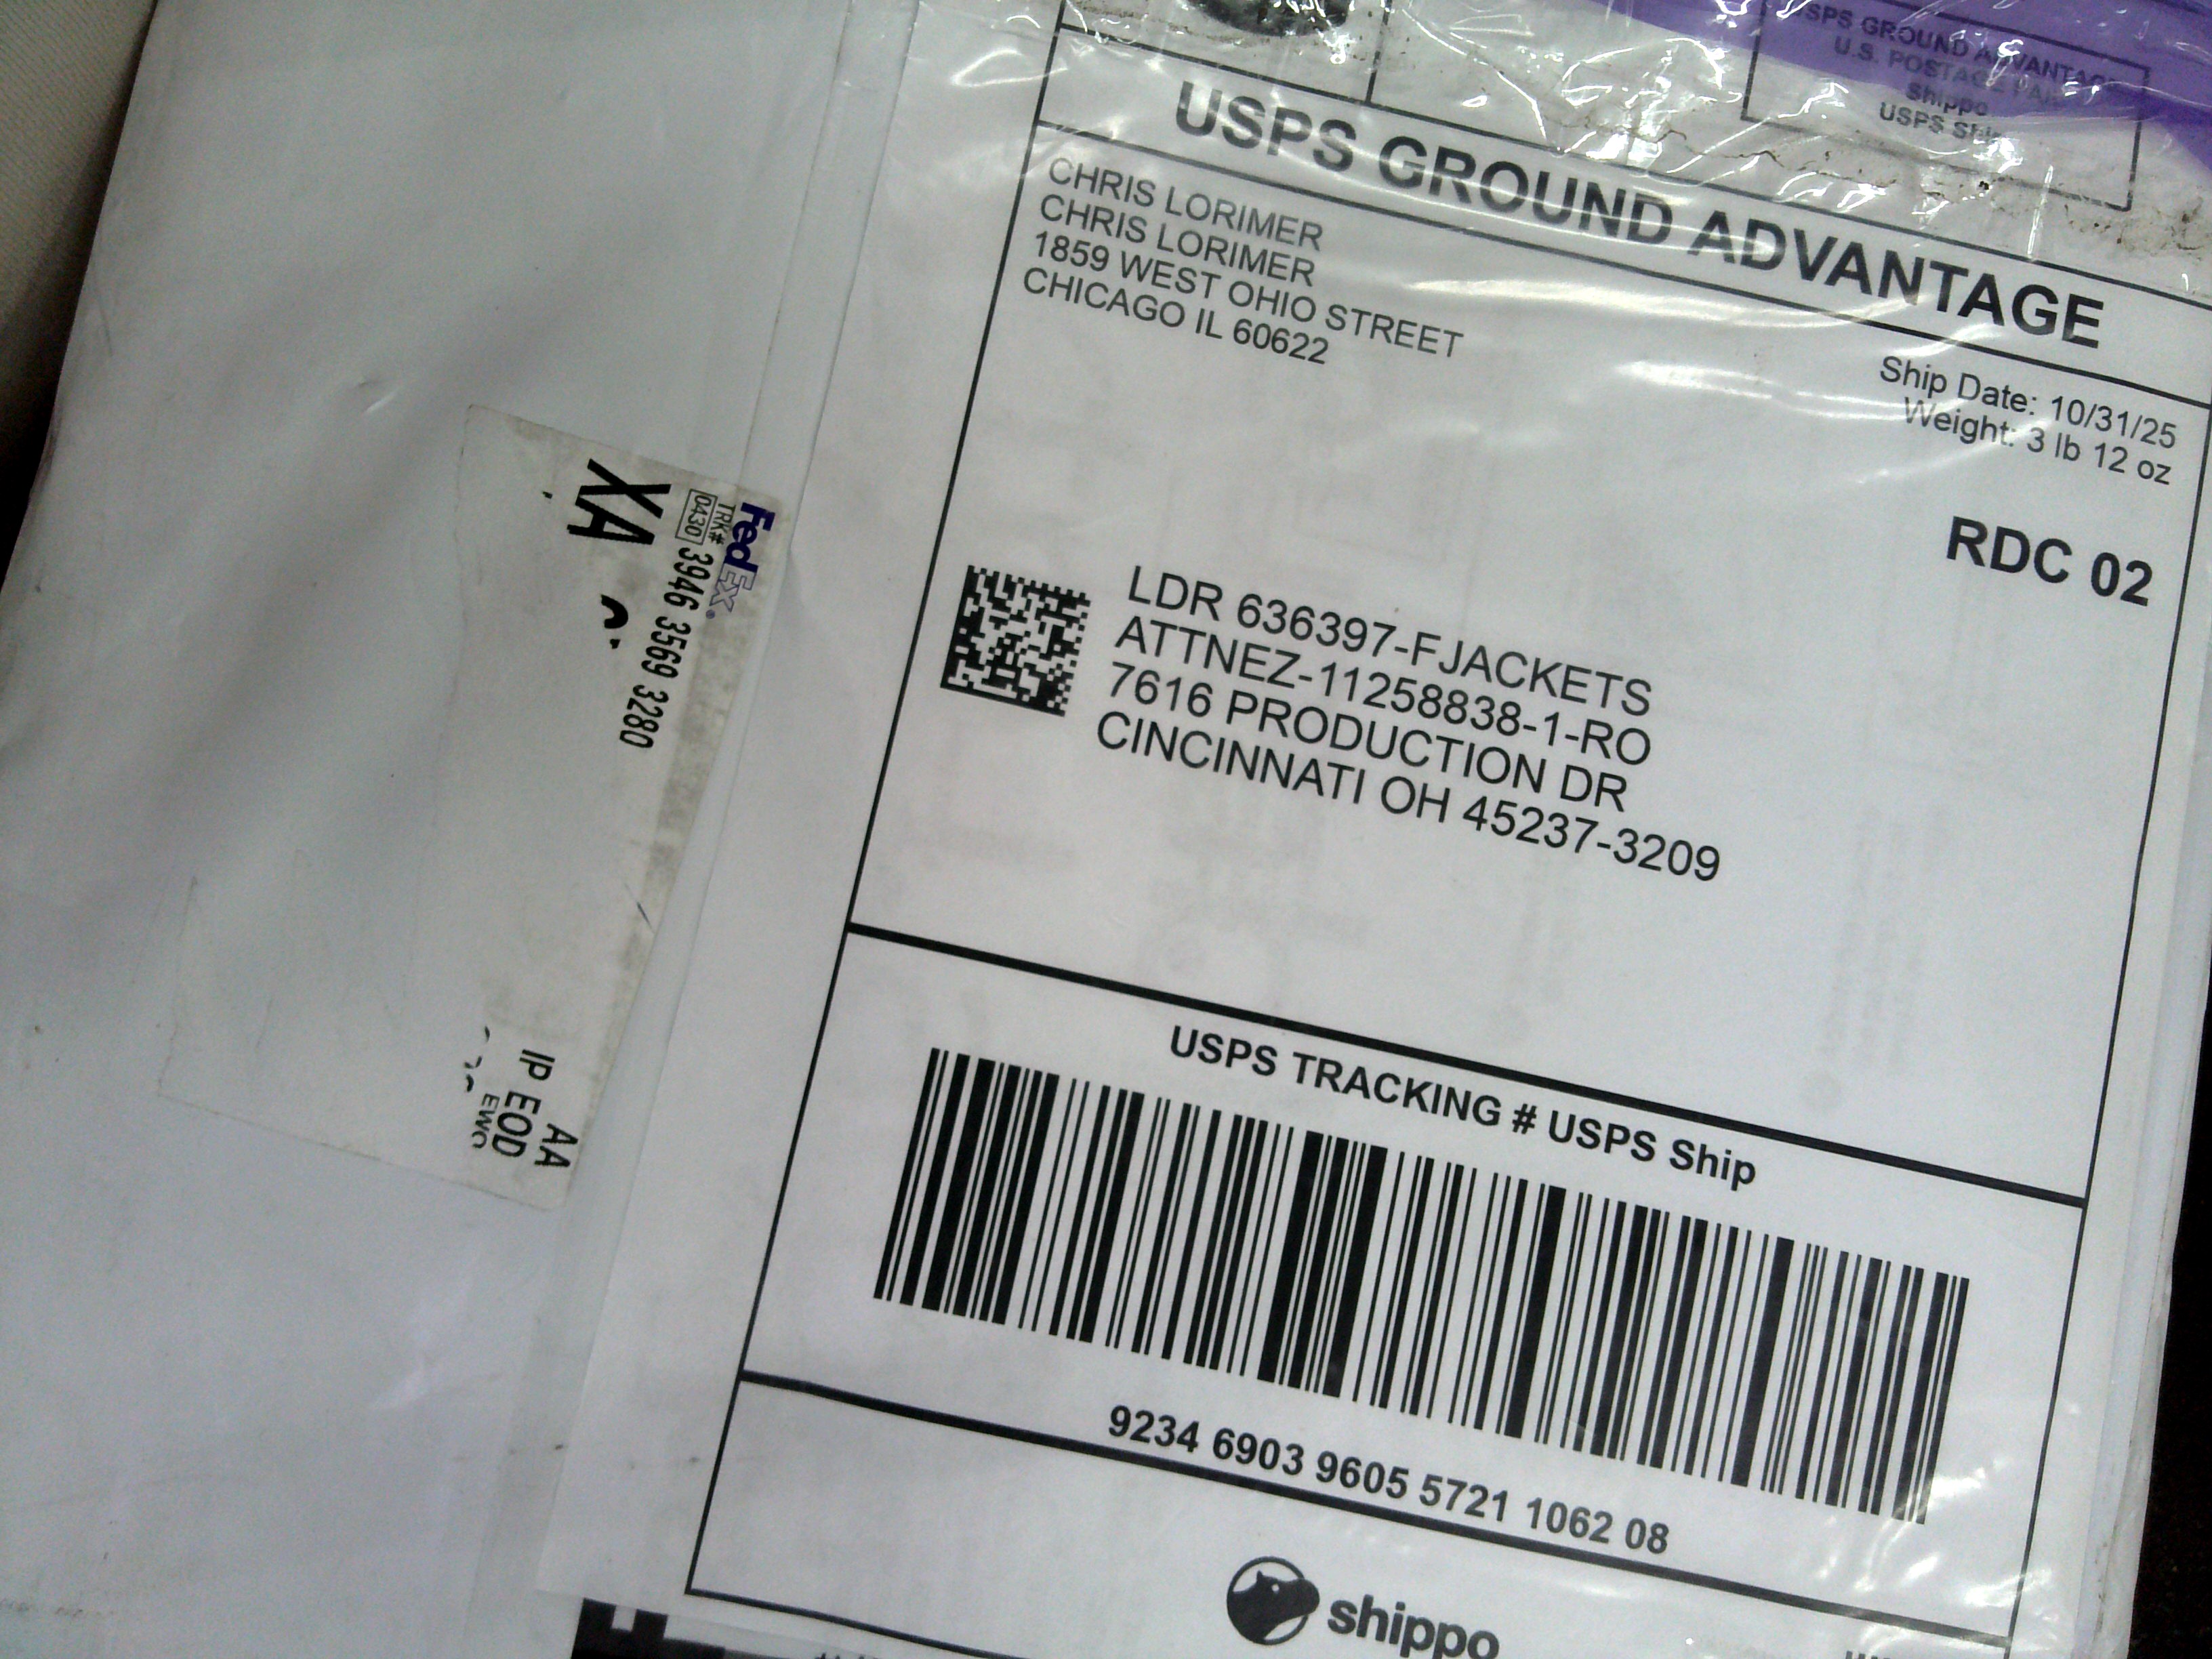 USPS GROUND ADVANTAGE
U.S. POSTAGE
Shippo
USPS
USPS GROUND ADVANTAGE
CHRIS LORIMER
CHRIS LORIMER
1859 WEST OHIO STREET
CHICAGO IL 60622
Ship Date: 10/31/25
Weight: 3 lb 12 oz
RDC 02
LDR 636397-FJACKETS
ATTNEZ-11258838-1-RO
7616 PRODUCTION DR
CINCINNATI OH 45237-3209
USPS TRACKING # USPS Ship
9234 6903 9605 5721 1062 08
shippo
FedEx
TRK# 3946 3569 3280
0430
XA
AA
IP EOD